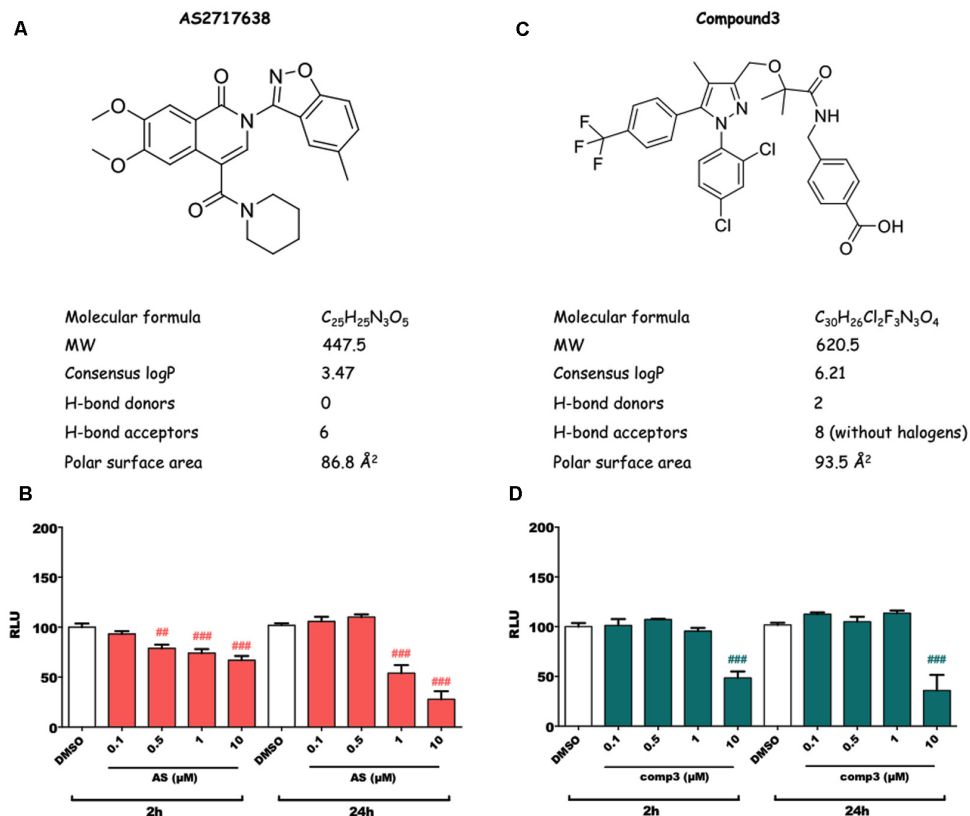 A
AS2717638
O
N
O
O
N
O
O
N
Molecular formula C₂₅H₂₅N₃O₅
MW 447.5
Consensus logP 3.47
H-bond donors 0
H-bond acceptors 6
Polar surface area 86.8 Å²
C
Compound3
O
O
N
N
NH
F
F
F
Cl
Cl
OH
O
Molecular formula C₃₀H₂₆Cl₂F₃N₃O₄
MW 620.5
Consensus logP 6.21
H-bond donors 2
H-bond acceptors 8 (without halogens)
Polar surface area 93.5 Å²
B
200
150
100
50
0
RLU
## ### ### ### ###
DMSO 0.1 0.5 1 10 DMSO 0.1 0.5 1 10
AS (μM) AS (μM)
2h 24h
D
200
150
100
50
0
RLU
### ###
DMSO 0.1 0.5 1 10 DMSO 0.1 0.5 1 10
comp3 (μM) comp3 (μM)
2h 24h